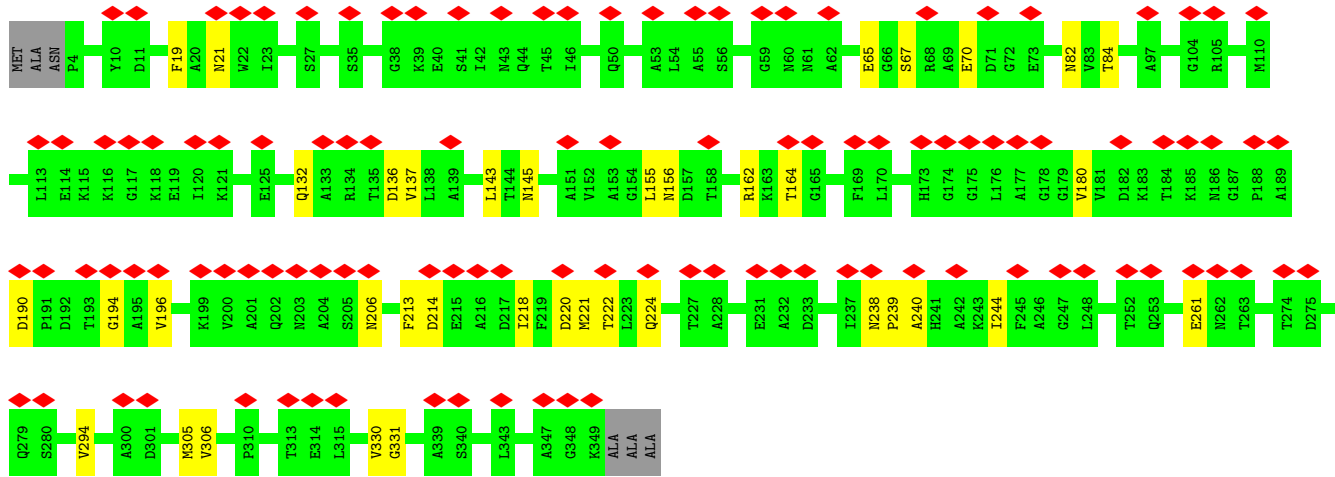 MET ALA ASN P4 Y10 D11 F19 A20 N21 W22 I23 S27 S35 G38 K39 E40 S41 I42 N43 Q44 T45 I46 Q50 A53 L54 A55 S56 G59 N60 N61 A62 E65 G66 S67 R68 A69 E70 D71 G72 E73 N82 V83 T84 A97 G104 R105 M110
L113 E114 K115 K116 G117 K118 E119 I120 K121 E125 Q132 A133 R134 T135 D136 V137 L138 A139 L143 T144 N145 A151 V152 A153 G154 L155 N156 D157 T158 R162 K163 T164 G165 F169 L170 H173 G174 G175 L176 A177 G178 G179 V180 V181 D182 K183 T184 K185 N186 G187 P188 A189
D190 P191 D192 T193 G194 A195 V196 K199 V200 A201 Q202 N203 A204 S205 N206 F213 D214 E215 A216 D217 I218 F219 D220 M221 T222 L223 Q224 T227 A228 E231 A232 D233 I237 N238 P239 A240 H241 A242 K243 I244 F245 A246 G247 L248 T252 Q253 E261 N262 T263 T274 D275
Q279 S280 V294 A300 D301 M305 V306 P310 T313 E314 L315 V330 G331 A339 S340 L343 A347 G348 K349 ALA ALA ALA